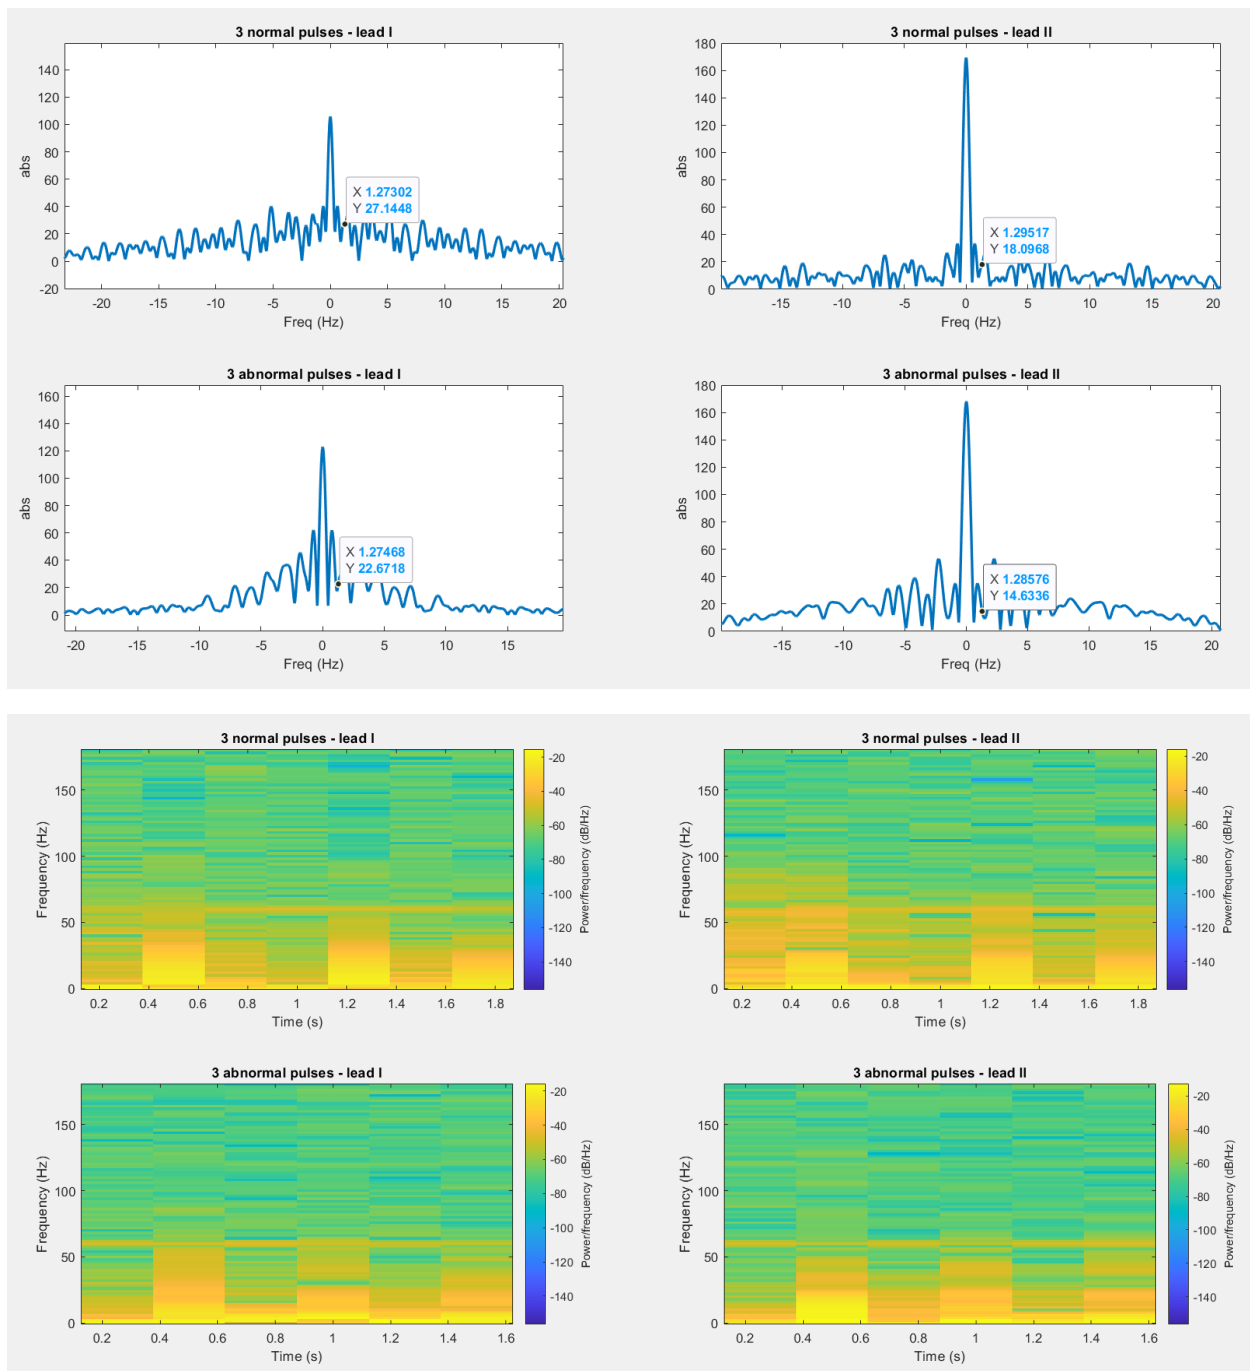 3 normal pulses - lead I
abs
140
120
100
80
60
40
20
0
-20
X 1.27302
Y 27.1448
-20 -15 -10 -5 0 5 10 15 20
Freq (Hz)
3 normal pulses - lead II
abs
180
160
140
120
100
80
60
40
20
0
X 1.29517
Y 18.0968
-15 -10 -5 0 5 10 15 20
Freq (Hz)
3 abnormal pulses - lead I
abs
160
140
120
100
80
60
40
20
0
X 1.27468
Y 22.6718
-20 -15 -10 -5 0 5 10 15
Freq (Hz)
3 abnormal pulses - lead II
abs
180
160
140
120
100
80
60
40
20
0
X 1.28576
Y 14.6336
-15 -10 -5 0 5 10 15 20
Freq (Hz)
3 normal pulses - lead I
Frequency (Hz)
150
100
50
0
0.2 0.4 0.6 0.8 1 1.2 1.4 1.6 1.8
Time (s)
-20
-40
-60
-80
-100
-120
-140
Power/frequency (dB/Hz)
3 normal pulses - lead II
Frequency (Hz)
150
100
50
0
0.2 0.4 0.6 0.8 1 1.2 1.4 1.6 1.8
Time (s)
-20
-40
-60
-80
-100
-120
-140
Power/frequency (dB/Hz)
3 abnormal pulses - lead I
Frequency (Hz)
150
100
50
0
0.2 0.4 0.6 0.8 1 1.2 1.4 1.6
Time (s)
-20
-40
-60
-80
-100
-120
-140
Power/frequency (dB/Hz)
3 abnormal pulses - lead II
Frequency (Hz)
150
100
50
0
0.2 0.4 0.6 0.8 1 1.2 1.4 1.6
Time (s)
-20
-40
-60
-80
-100
-120
-140
Power/frequency (dB/Hz)